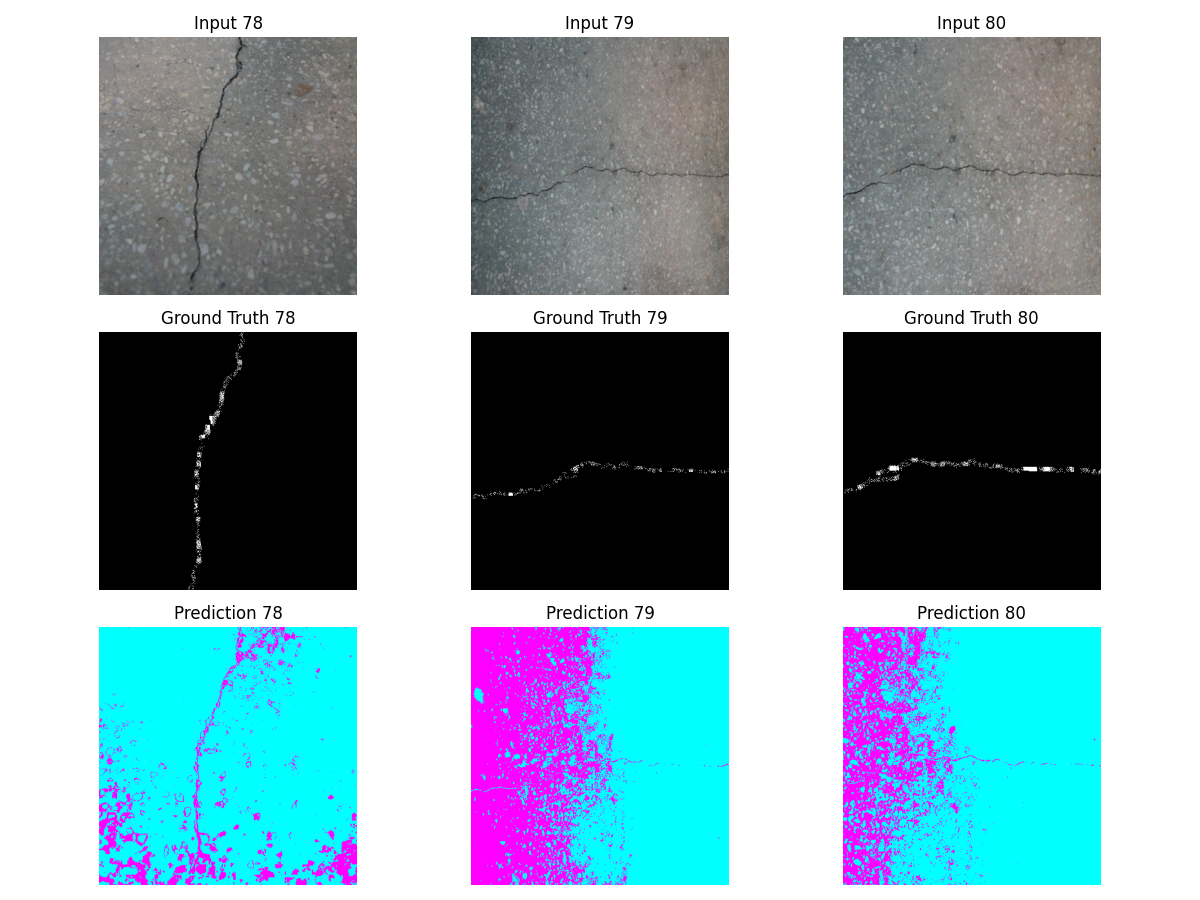 Input 78
Input 79
Input 80
Ground Truth 78
Ground Truth 79
Ground Truth 80
Prediction 78
Prediction 79
Prediction 80